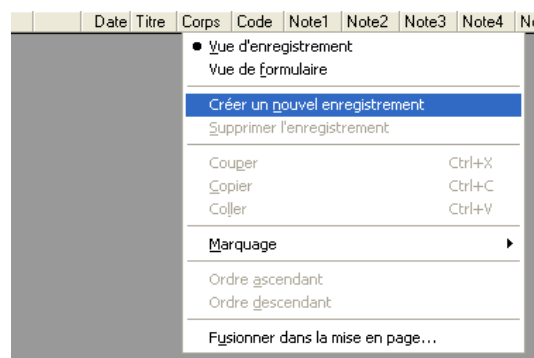 Date Titre Corps Code Note1 Note2 Note3 Note4
Vue d'enregistrement
Vue de formulaire
Créer un nouvel enregistrement
Supprimer l'enregistrement
Couper Ctrl+X
Copier Ctrl+C
Coller Ctrl+V
Marquage
Ordre ascendant
Ordre descendant
Fusionner dans la mise en page...